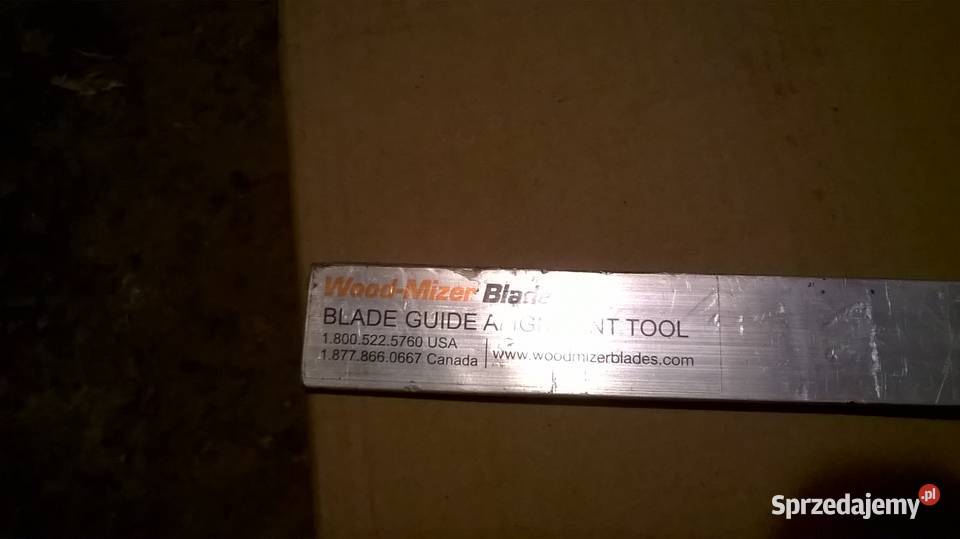 Wood-Mizer Blade
BLADE GUIDE TOOL
1.800.522.5760 USA
1.877.866.0667 Canada
www.woodmizerblades.com
Sprzedajemy.pl